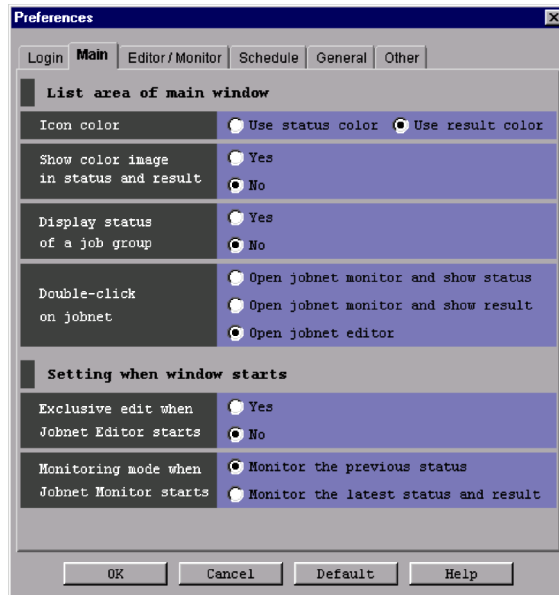 Preferences
Login Main Editor / Monitor Schedule General Other
List area of main window
Icon color Use status color Use result color
Show color image
in status and result
Yes
No
Display status
of a job group
Yes
No
Double-click
on jobnet
Open jobnet monitor and show status
Open jobnet monitor and show result
Open jobnet editor
Setting when window starts
Exclusive edit when
Jobnet Editor starts
Yes
No
Monitoring mode when
Jobnet Monitor starts
Monitor the previous status
Monitor the latest status and result
OK Cancel Default Help